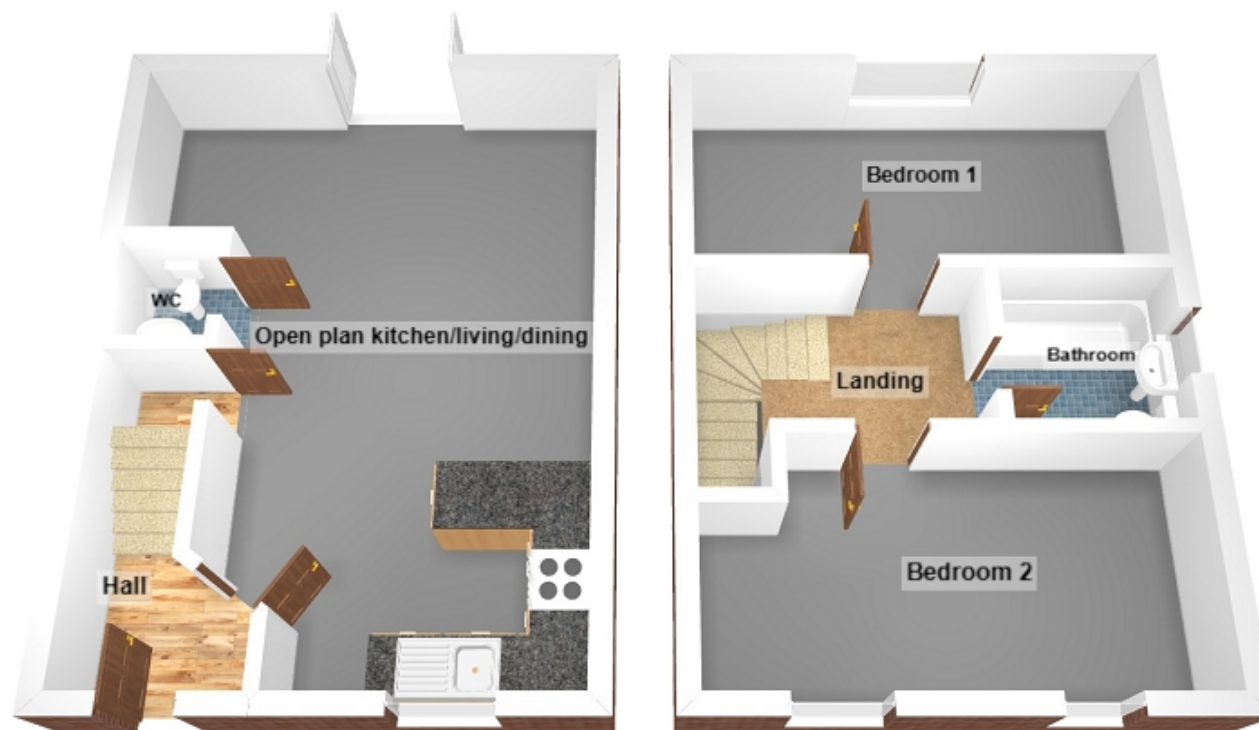 WC
Open plan kitchen/living/dining
Hall
Bedroom 1
Landing
Bathroom
Bedroom 2